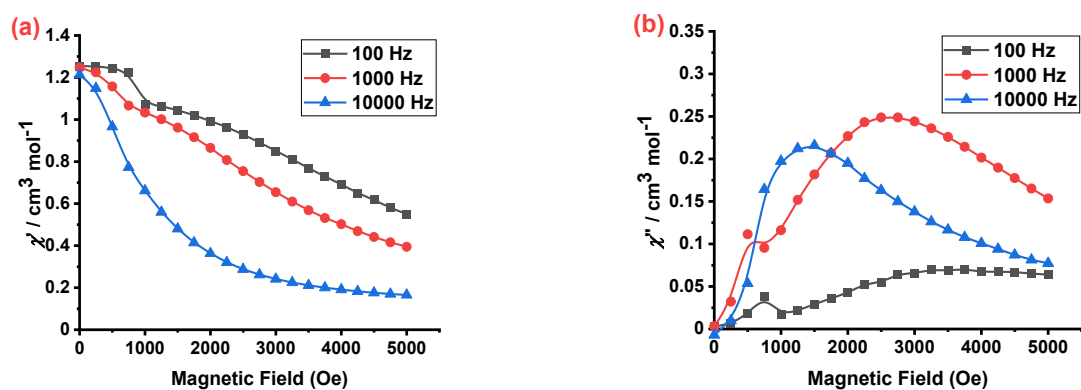 (a)
1.4
1.2
1
0.8
0.6
0.4
0.2
0
χ' / cm³ mol⁻¹
100 Hz
1000 Hz
10000 Hz
0 1000 2000 3000 4000 5000
Magnetic Field (Oe)
(b)
0.35
0.3
0.25
0.2
0.15
0.1
0.05
0
χ'' / cm³ mol⁻¹
100 Hz
1000 Hz
10000 Hz
0 1000 2000 3000 4000 5000
Magnetic Field (Oe)